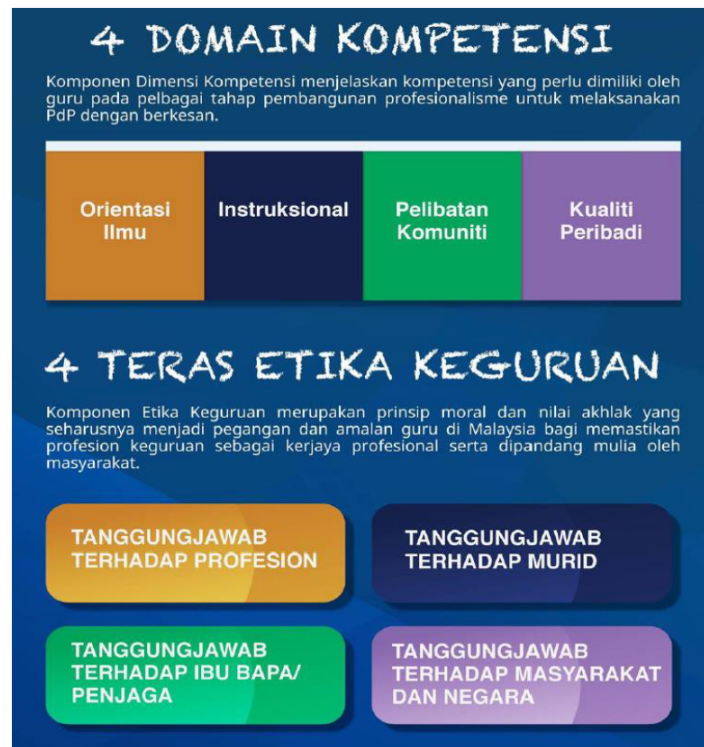 4 DOMAIN KOMPETENSI
Komponen Dimensi Kompetensi menjelaskan kompetensi yang perlu dimiliki oleh
guru pada pelbagai tahap pembangunan profesionalisme untuk melaksanakan
PdP dengan berkesan.
Orientasi
Ilmu
Instruksional
Pelibatan
Komuniti
Kualiti
Peribadi
4 TERAS ETIKA KEGURUAN
Komponen Etika Keguruan merupakan prinsip moral dan nilai akhlak yang
seharusnya menjadi pegangan dan amalan guru di Malaysia bagi memastikan
profesion keguruan sebagai kerjaya profesional serta dipandang mulia oleh
masyarakat.
TANGGUNGJAWAB
TERHADAP PROFESION
TANGGUNGJAWAB
TERHADAP MURID
TANGGUNGJAWAB
TERHADAP IBU BAPA/
PENJAGA
TANGGUNGJAWAB
TERHADAP MASYARAKAT
DAN NEGARA